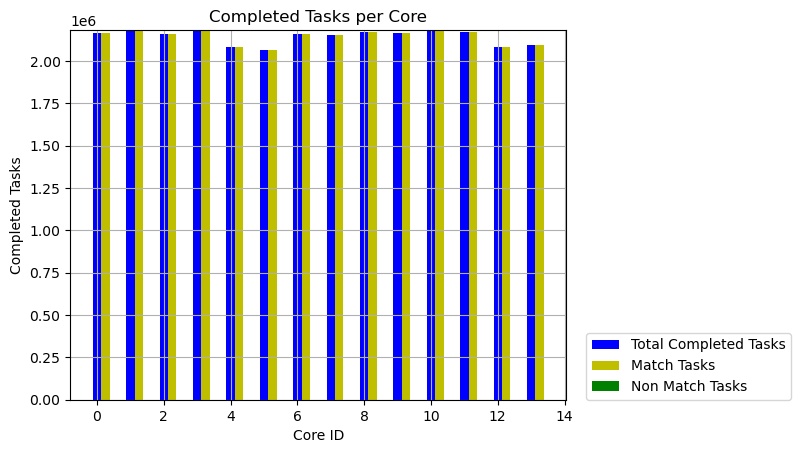 Completed Tasks per Core
1e6
2.00
1.75
1.50
1.25
1.00
0.75
0.50
0.25
0.00
Completed Tasks
0 2 4 6 8 10 12 14
Core ID
Total Completed Tasks
Match Tasks
Non Match Tasks